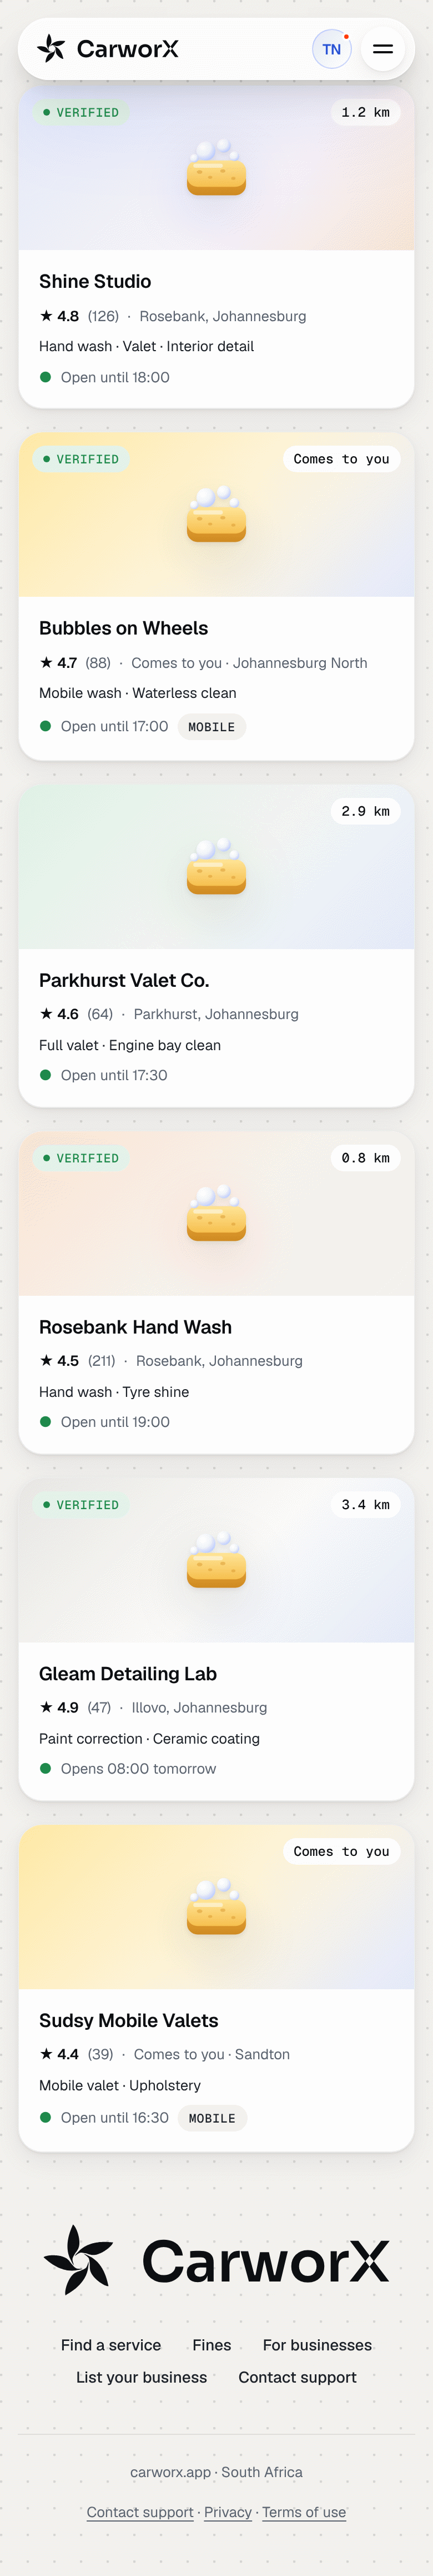 CarworX
TN
VERIFIED
1.2 km
Shine Studio
★ 4.8 (126) · Rosebank, Johannesburg
Hand wash · Valet · Interior detail
Open until 18:00
VERIFIED
Comes to you
Bubbles on Wheels
★ 4.7 (88) · Comes to you · Johannesburg North
Mobile wash · Waterless clean
Open until 17:00 MOBILE
2.9 km
Parkhurst Valet Co.
★ 4.6 (64) · Parkhurst, Johannesburg
Full valet · Engine bay clean
Open until 17:30
VERIFIED
0.8 km
Rosebank Hand Wash
★ 4.5 (211) · Rosebank, Johannesburg
Hand wash · Tyre shine
Open until 19:00
VERIFIED
3.4 km
Gleam Detailing Lab
★ 4.9 (47) · Illovo, Johannesburg
Paint correction · Ceramic coating
Opens 08:00 tomorrow
Comes to you
Sudsy Mobile Valets
★ 4.4 (39) · Comes to you · Sandton
Mobile valet · Upholstery
Open until 16:30 MOBILE
CarworX
Find a service Fines For businesses
List your business Contact support
carworx.app · South Africa
Contact support · Privacy · Terms of use